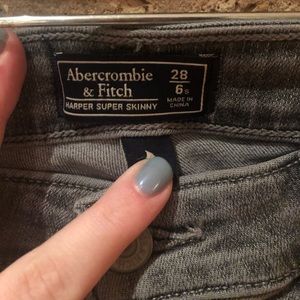 Abercrombie
& Fitch
HARPER SUPER SKINNY
28
6s
MADE IN
CHINA